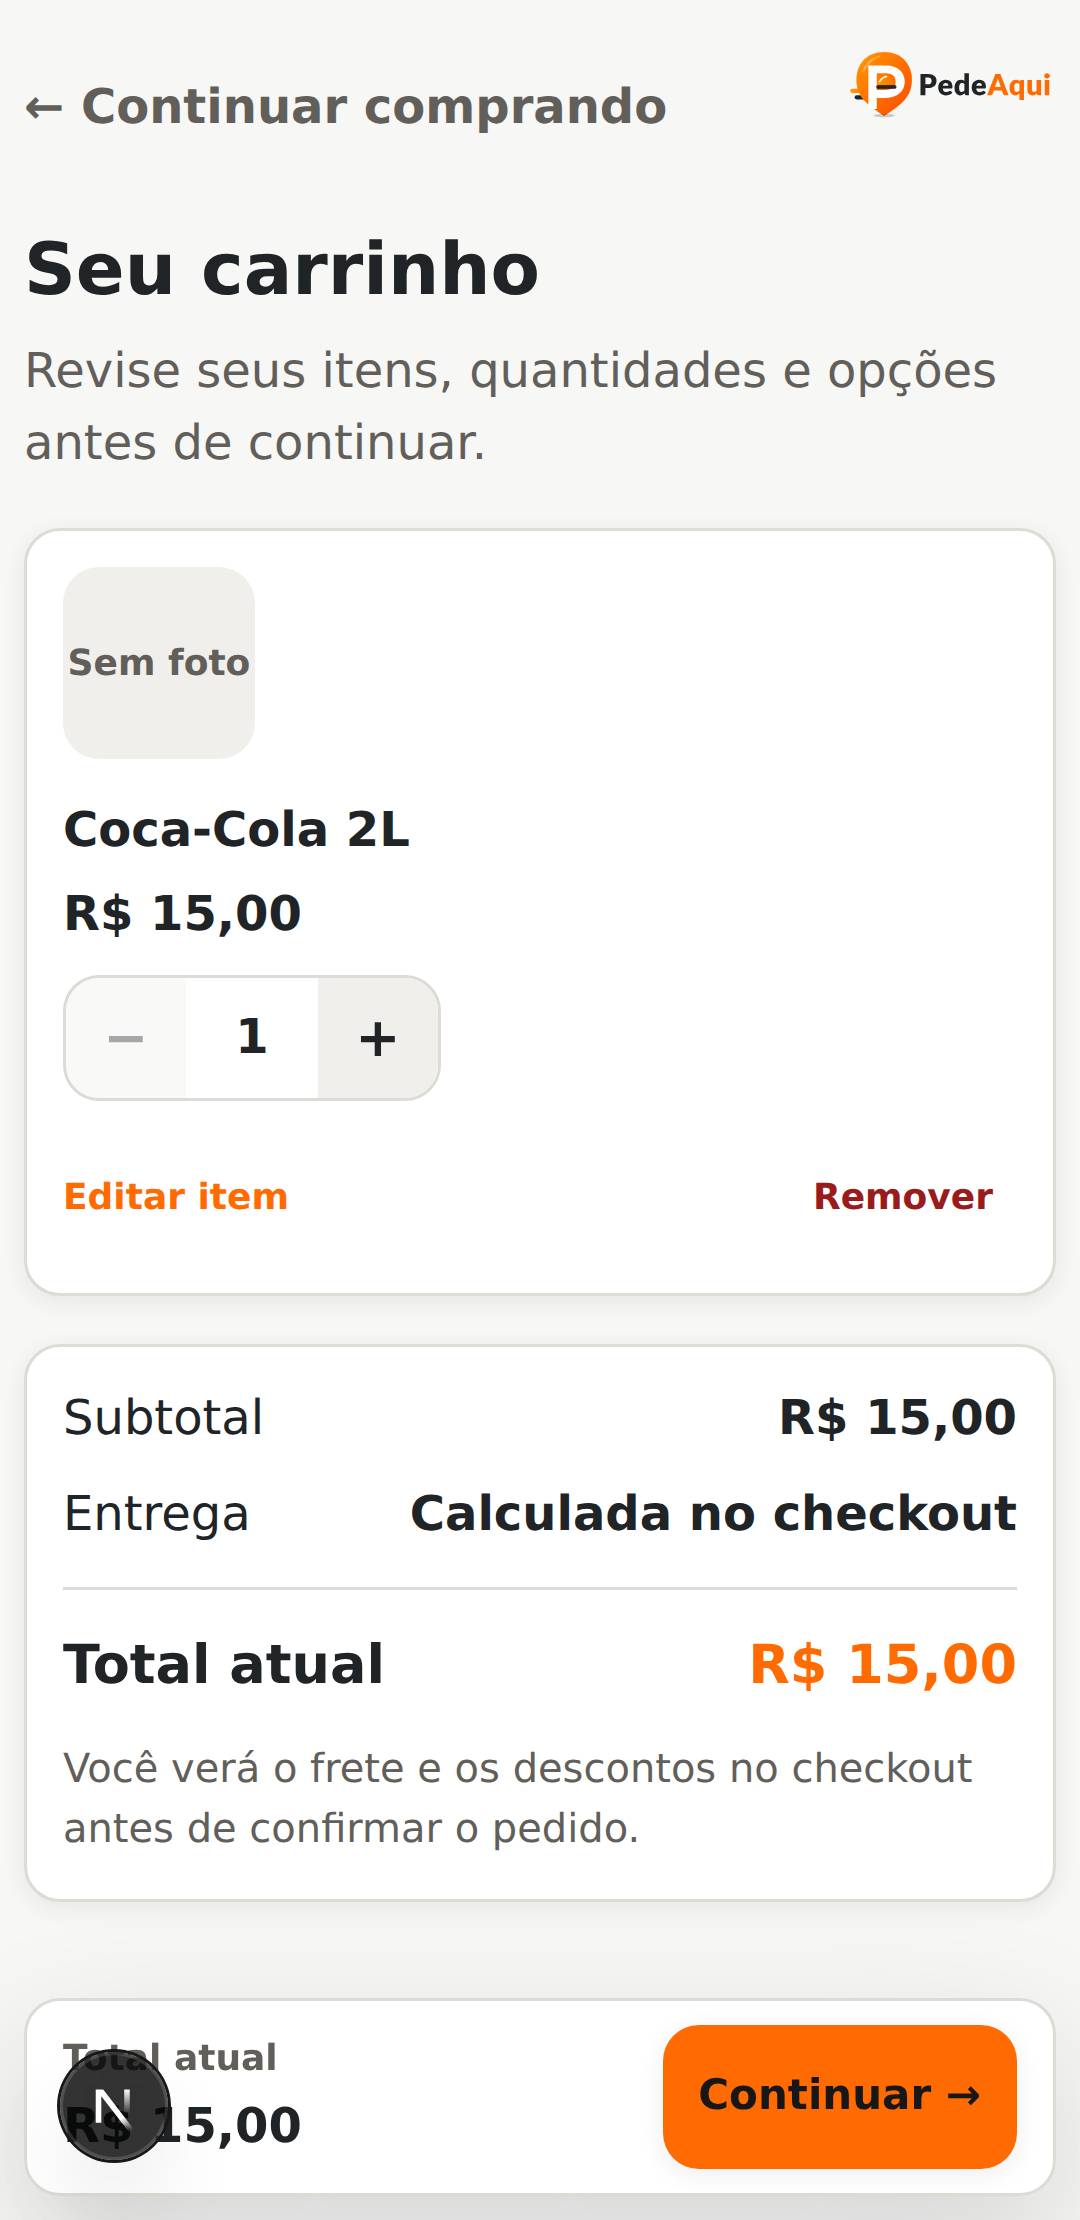 ← Continuar comprando
PedeAqui
Seu carrinho
Revise seus itens, quantidades e opções
antes de continuar.
Sem foto
Coca-Cola 2L
R$ 15,00
− 1 +
Editar item
Remover
Subtotal R$ 15,00
Entrega Calculada no checkout
Total atual R$ 15,00
Você verá o frete e os descontos no checkout
antes de confirmar o pedido.
Total atual
R$ 15,00
N
Continuar →